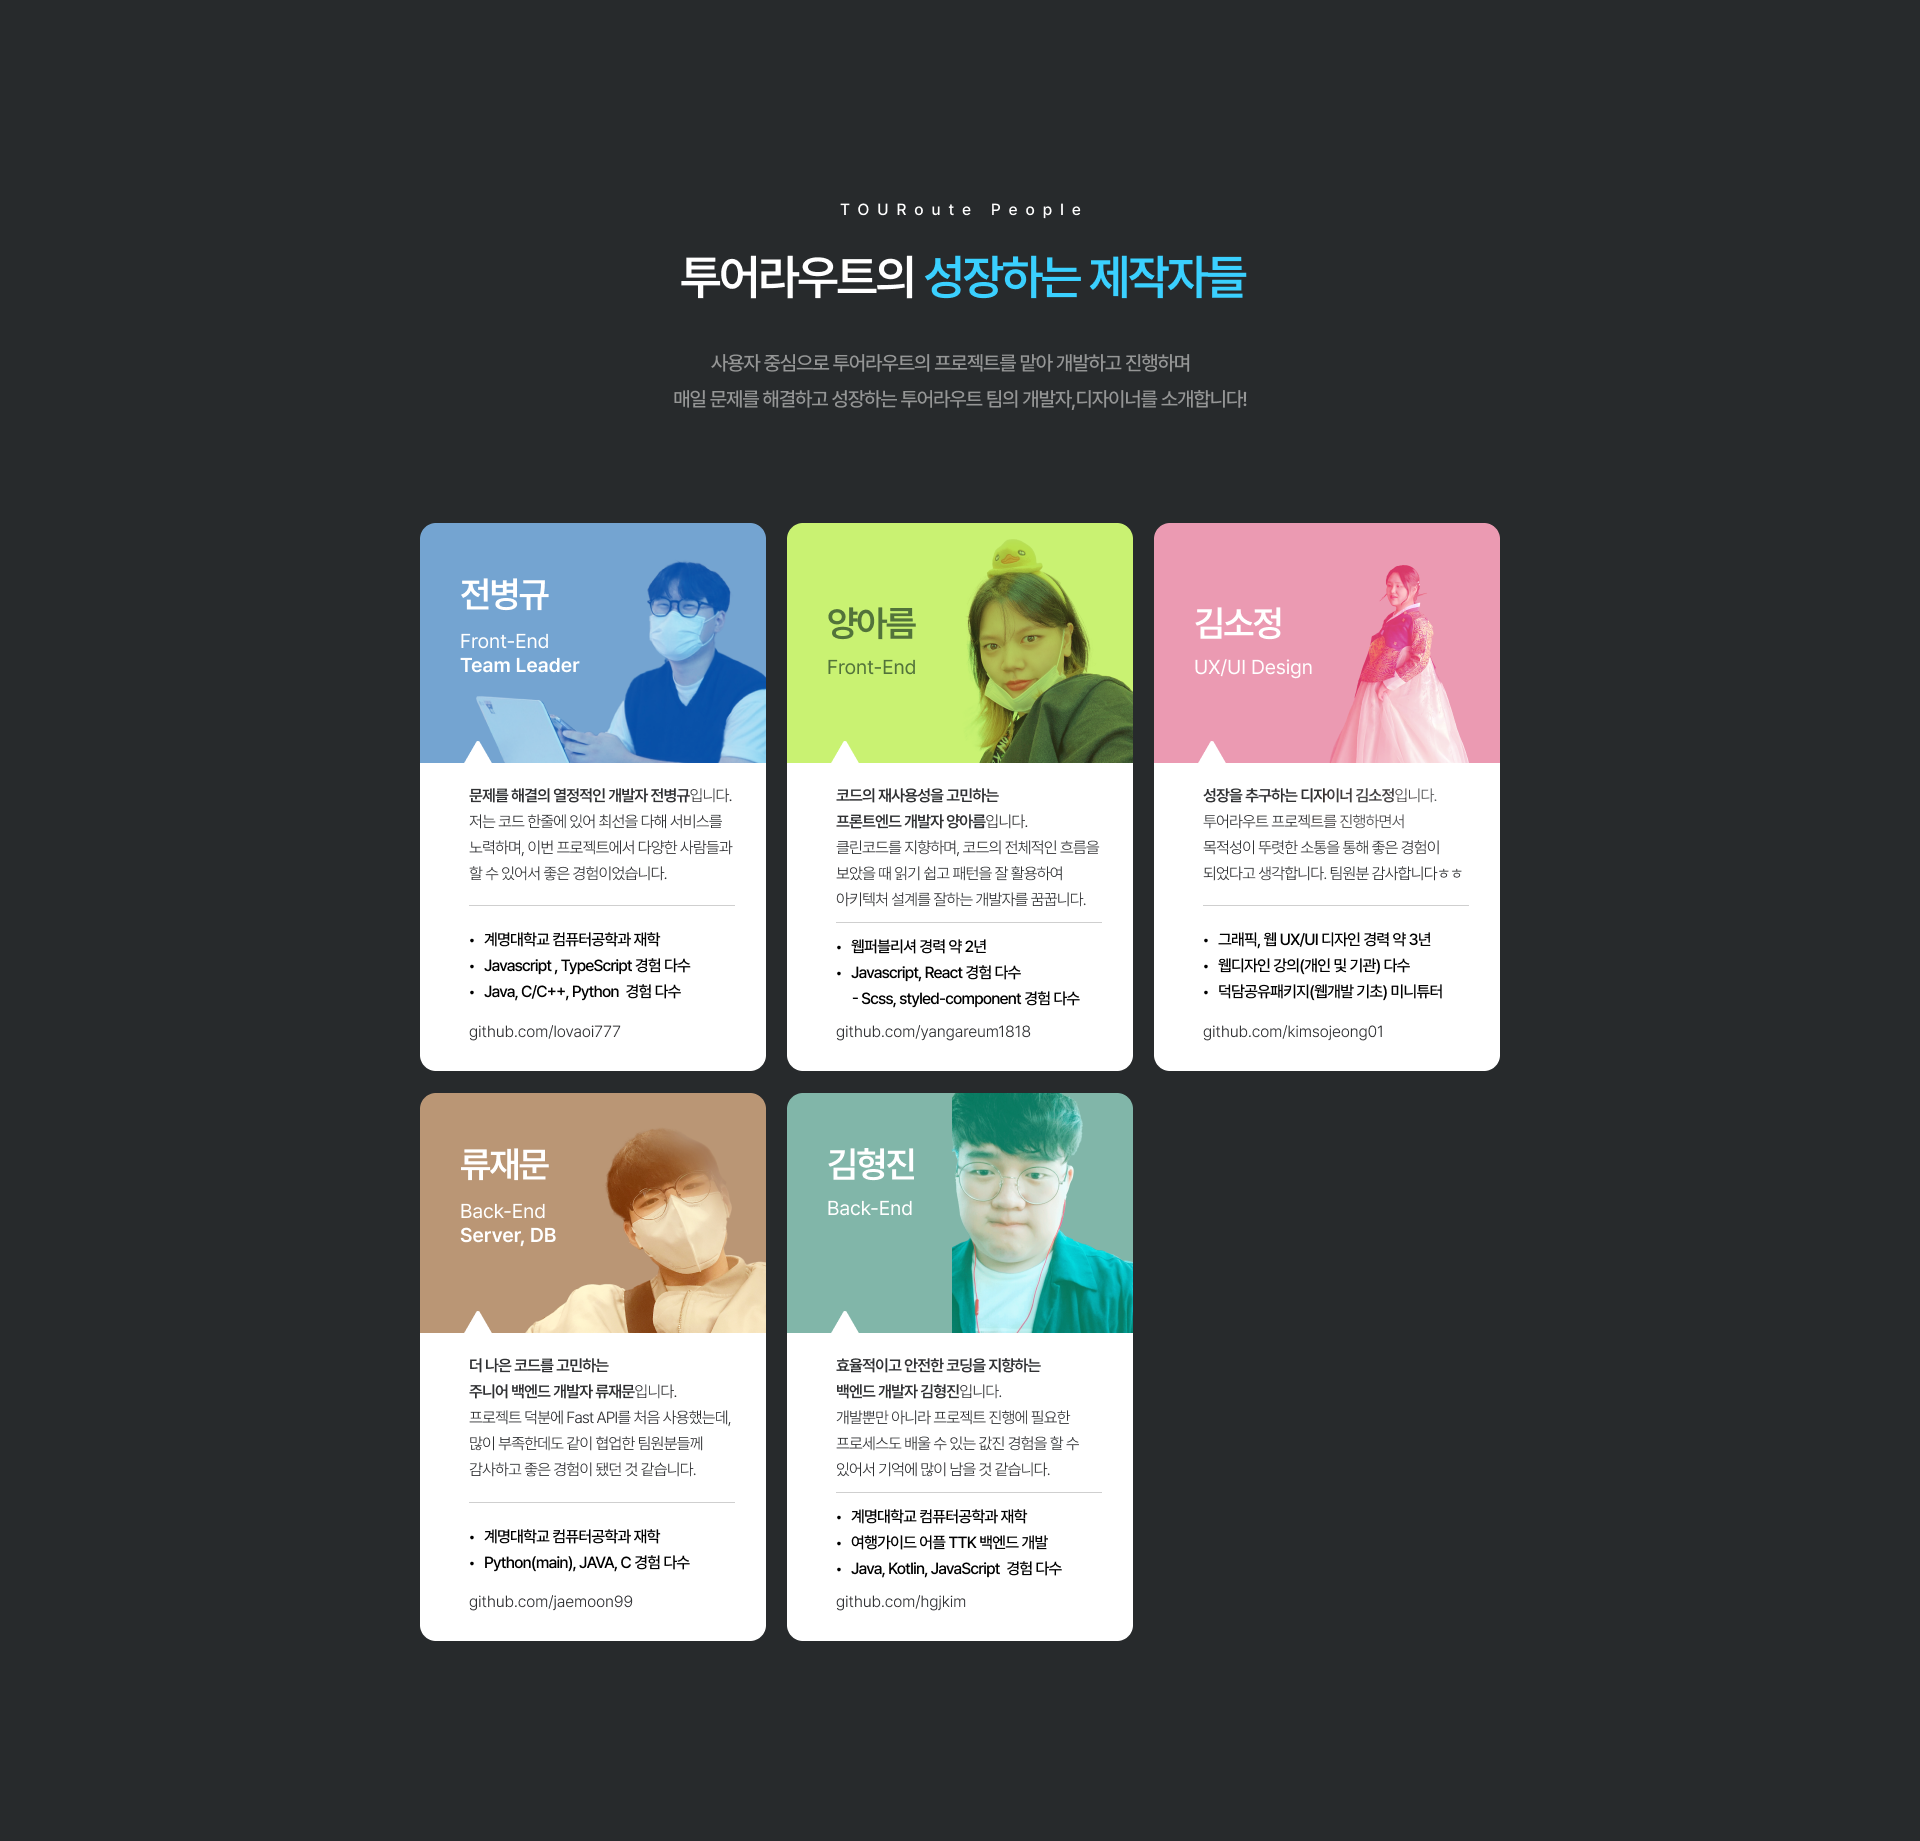 TOURoute People
투어라우트의 성장하는 제작자들
사용자 중심으로 투어라우트의 프로젝트를 맡아 개발하고 진행하며
매일 문제를 해결하고 성장하는 투어라우트 팀의 개발자,디자이너를 소개합니다!
전병규
Front-End
Team Leader
문제를 해결의 열정적인 개발자 전병규입니다.
저는 코드 한줄에 있어 최선을 다해 서비스를
노력하며, 이번 프로젝트에서 다양한 사람들과
할 수 있어서 좋은 경험이었습니다.
• 계명대학교 컴퓨터공학과 재학
• Javascript , TypeScript 경험 다수
• Java, C/C++, Python 경험 다수
github.com/lovaoi777
양아름
Front-End
코드의 재사용성을 고민하는
프론트엔드 개발자 양아름입니다.
클린코드를 지향하며, 코드의 전체적인 흐름을
보았을 때 읽기 쉽고 패턴을 잘 활용하여
아키텍처 설계를 잘하는 개발자를 꿈꿉니다.
• 웹퍼블리셔 경력 약 2년
• Javascript, React 경험 다수
- Scss, styled-component 경험 다수
github.com/yangareum1818
김소정
UX/UI Design
성장을 추구하는 디자이너 김소정입니다.
투어라우트 프로젝트를 진행하면서
목적성이 뚜렷한 소통을 통해 좋은 경험이
되었다고 생각합니다. 팀원분 감사합니다ㅎㅎ
• 그래픽, 웹 UX/UI 디자인 경력 약 3년
• 웹디자인 강의(개인 및 기관) 다수
• 덕담공유패키지(웹개발 기초) 미니튜터
github.com/kimsojeong01
류재문
Back-End
Server, DB
더 나은 코드를 고민하는
주니어 백엔드 개발자 류재문입니다.
프로젝트 덕분에 Fast API를 처음 사용했는데,
많이 부족한데도 같이 협업한 팀원분들께
감사하고 좋은 경험이 됐던 것 같습니다.
• 계명대학교 컴퓨터공학과 재학
• Python(main), JAVA, C 경험 다수
github.com/jaemoon99
김형진
Back-End
효율적이고 안전한 코딩을 지향하는
백엔드 개발자 김형진입니다.
개발뿐만 아니라 프로젝트 진행에 필요한
프로세스도 배울 수 있는 값진 경험을 할 수
있어서 기억에 많이 남을 것 같습니다.
• 계명대학교 컴퓨터공학과 재학
• 여행가이드 어플 TTK 백엔드 개발
• Java, Kotlin, JavaScript 경험 다수
github.com/hgjkim